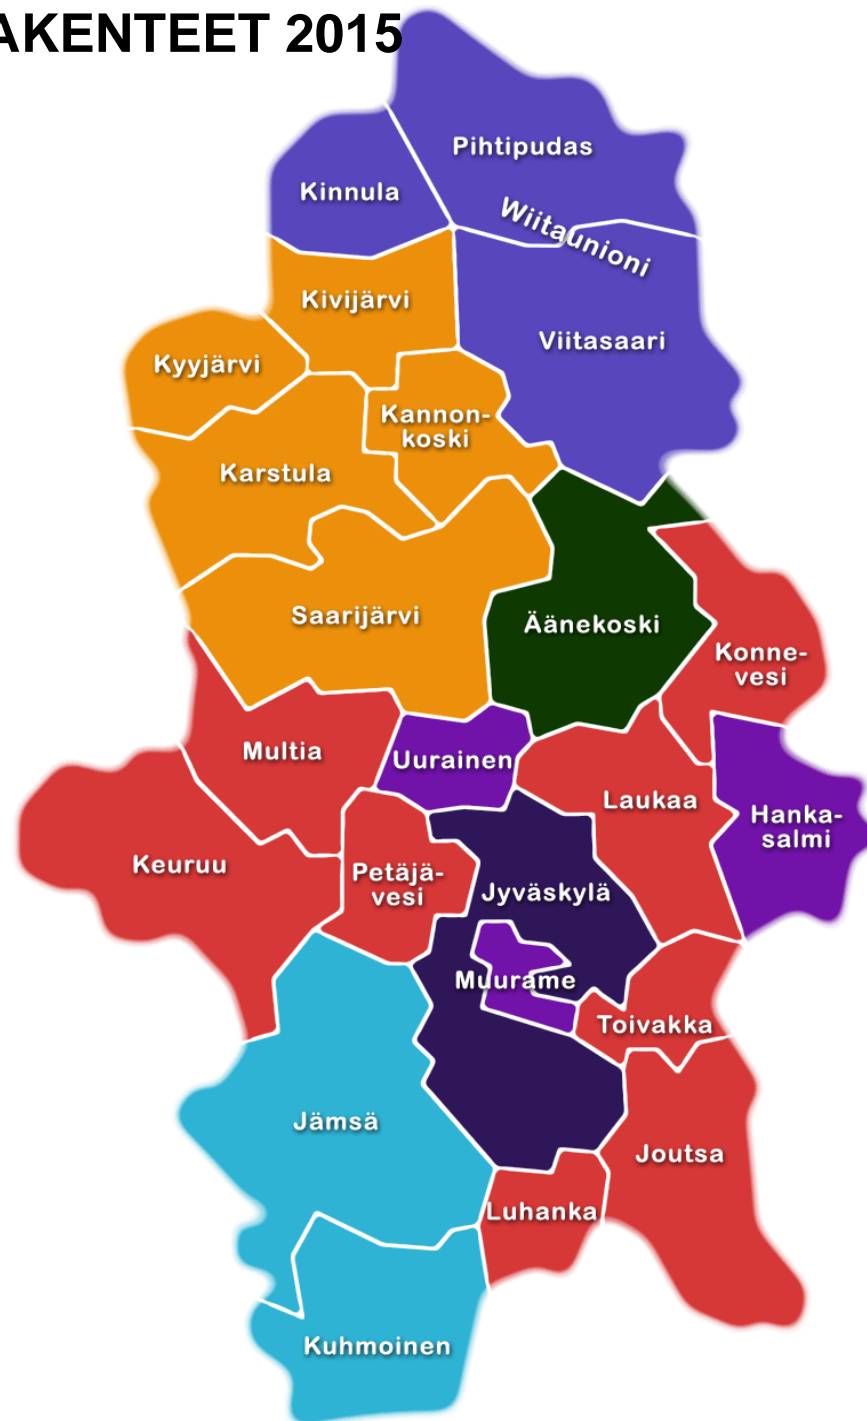 AKENTEET 2015
Pihtipudas
Kinnula
Wiitaunioni
Kivijärvi
Viitasaari
Kyyjärvi
Kannon-
koski
Karstula
Saarijärvi
Äänekoski
Konne-
vesi
Multia
Uurainen
Laukaa
Hanka-
salmi
Keuruu
Petäjä-
vesi
Jyväskylä
Muurame
Toivakka
Jämsä
Joutsa
Luhanka
Kuhmoinen